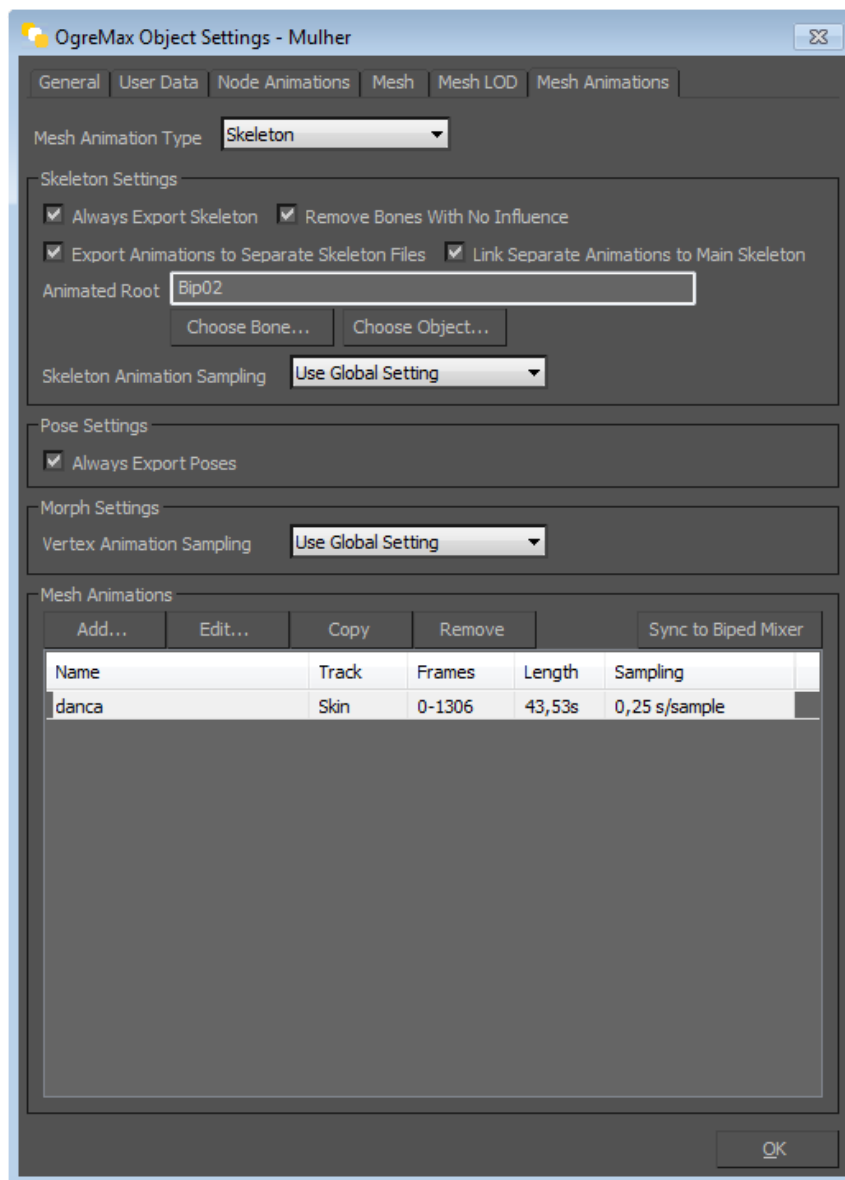 OgreMax Object Settings - Mulher
General User Data Node Animations Mesh Mesh LOD Mesh Animations
Mesh Animation Type Skeleton
Skeleton Settings
Always Export Skeleton Remove Bones With No Influence
Export Animations to Separate Skeleton Files Link Separate Animations to Main Skeleton
Animated Root Bip02
Choose Bone... Choose Object...
Skeleton Animation Sampling Use Global Setting
Pose Settings
Always Export Poses
Morph Settings
Vertex Animation Sampling Use Global Setting
Mesh Animations
Add... Edit... Copy Remove Sync to Biped Mixer
Name Track Frames Length Sampling
danca Skin 0-1306 43,53s 0,25 s/sample
OK